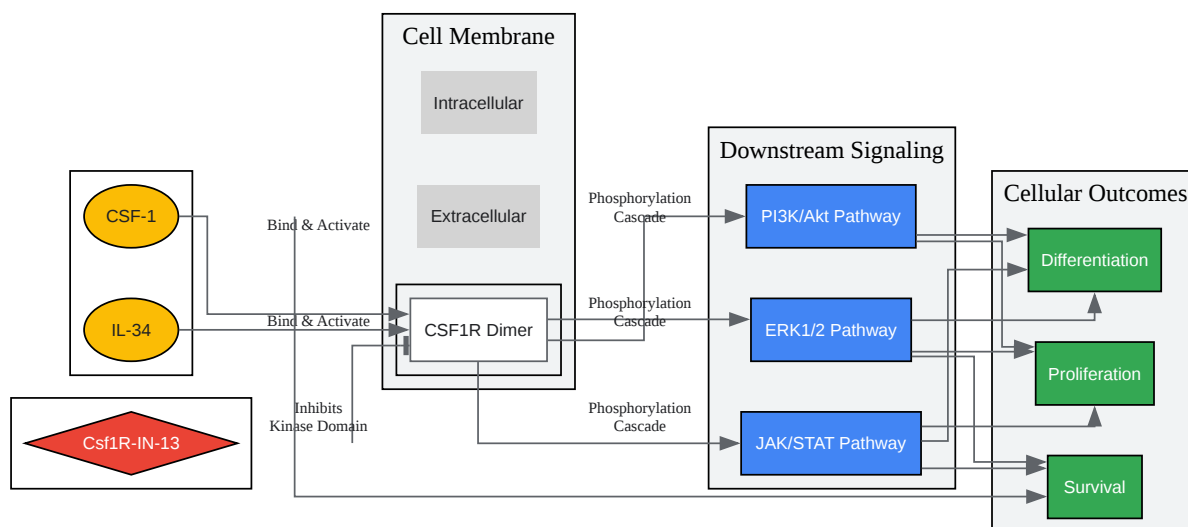 Cell Membrane
Intracellular
Extracellular
CSF1R Dimer
CSF-1
IL-34
Csf1R-IN-13
Bind & Activate
Bind & Activate
Inhibits
Kinase Domain
Phosphorylation
Cascade
Phosphorylation
Cascade
Phosphorylation
Cascade
Downstream Signaling
PI3K/Akt Pathway
ERK1/2 Pathway
JAK/STAT Pathway
Cellular Outcomes
Differentiation
Proliferation
Survival